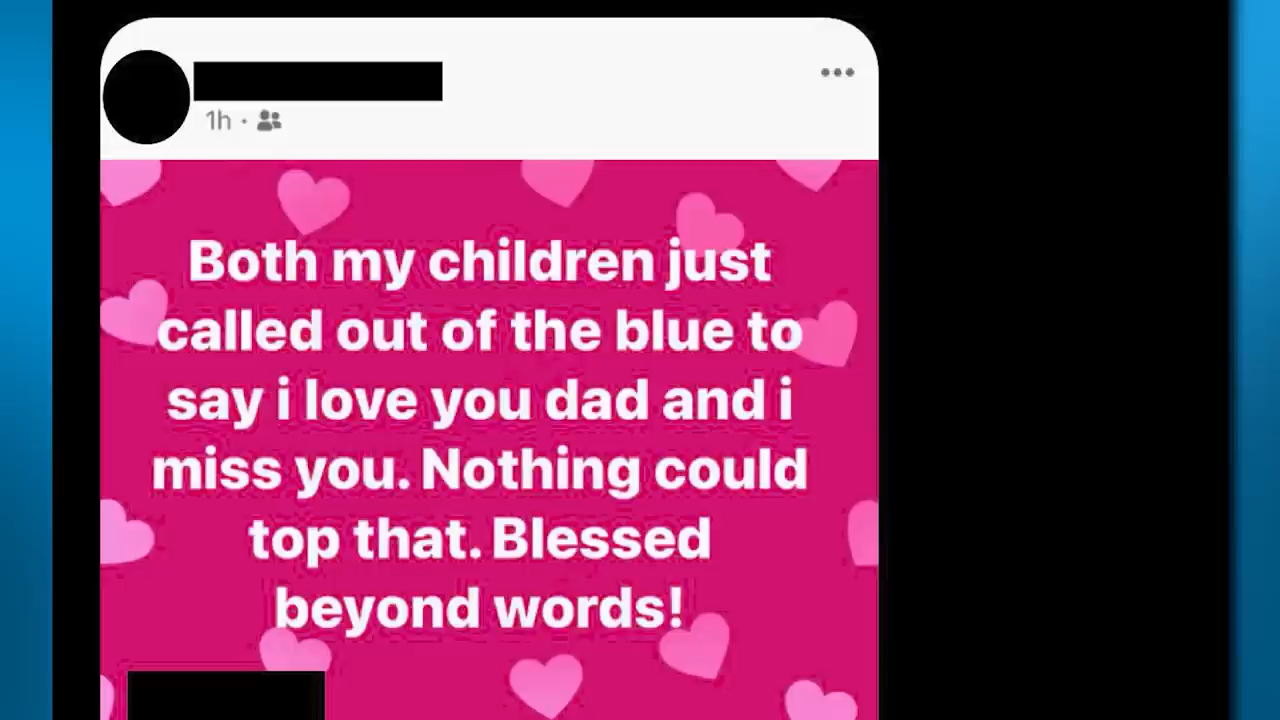 1h ·
Both my children just
called out of the blue to
say i love you dad and i
miss you. Nothing could
top that. Blessed
beyond words!